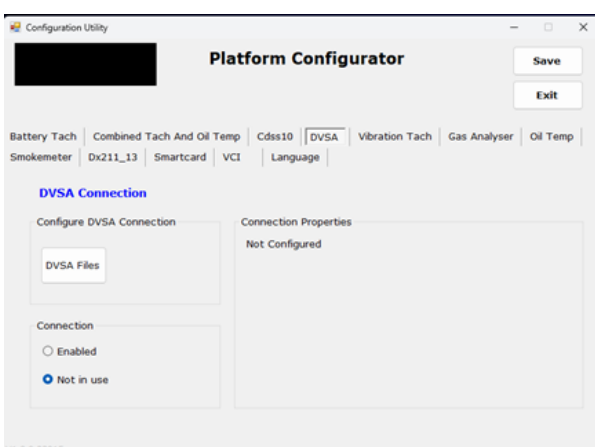 Configuration Utility
Platform Configurator
Save
Exit
Battery Tach Combined Tach And Oil Temp Cdss10 DVSA Vibration Tach Gas Analyser Oil Temp
Smokemeter Dx211_13 Smartcard VCI Language
DVSA Connection
Configure DVSA Connection
DVSA Files
Connection Properties
Not Configured
Connection
Enabled
Not in use